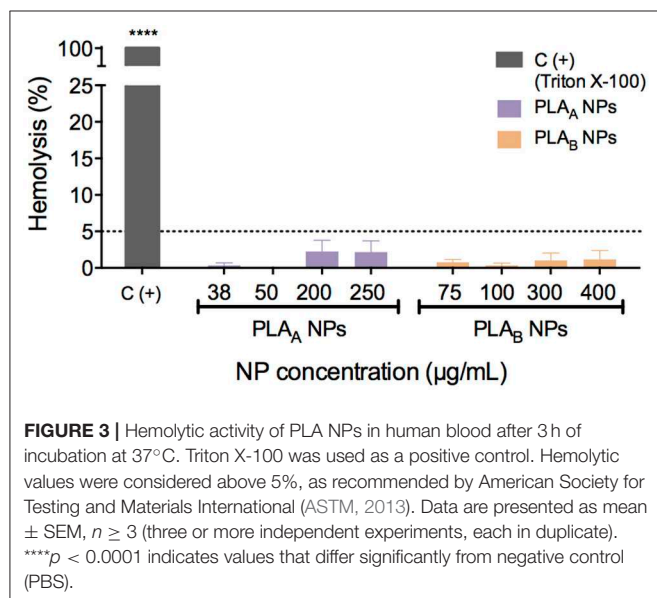 ****
100
25
20
15
10
5
0
Hemolysis (%)
C (+)
(Triton X-100)
PLA_A NPs
PLA_B NPs
C (+) 38 50 200 250 75 100 300 400
PLA_A NPs PLA_B NPs
NP concentration (µg/mL)
FIGURE 3 | Hemolytic activity of PLA NPs in human blood after 3 h of
incubation at 37°C. Triton X-100 was used as a positive control. Hemolytic
values were considered above 5%, as recommended by American Society for
Testing and Materials International (ASTM, 2013). Data are presented as mean
± SEM, n ≥ 3 (three or more independent experiments, each in duplicate).
****p < 0.0001 indicates values that differ significantly from negative control
(PBS).